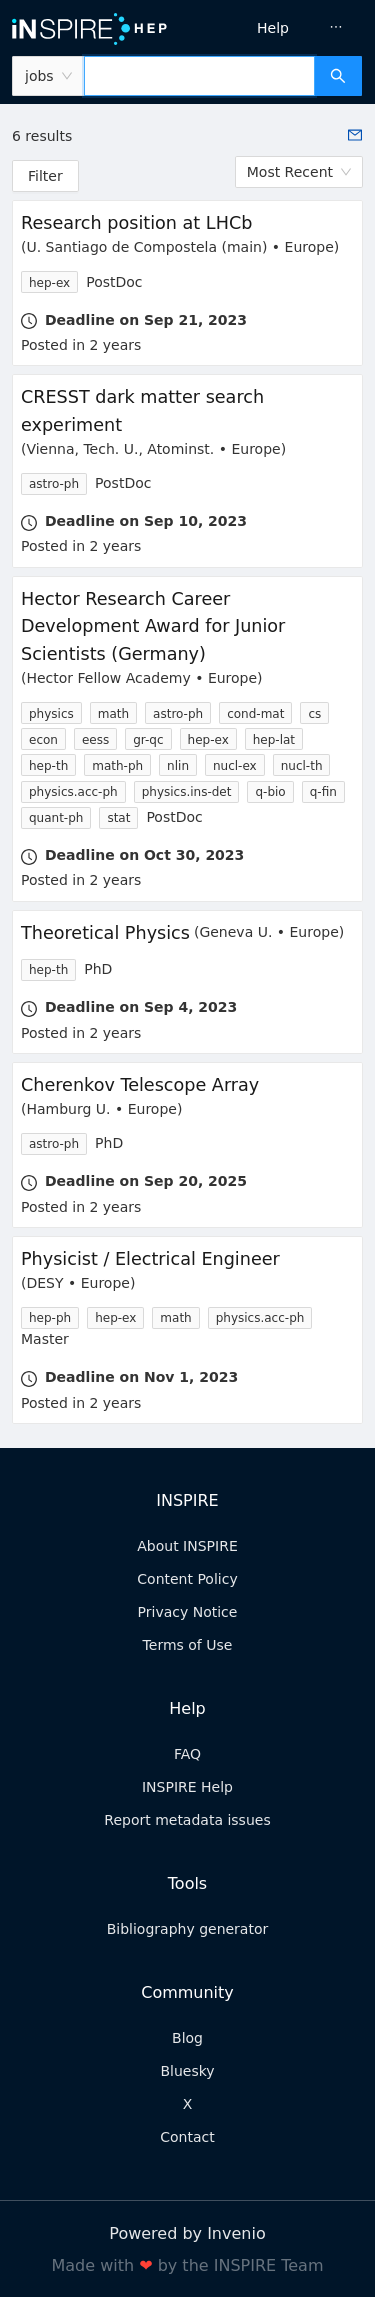 INSPIRE HEP
Help
···
jobs
6 results
Filter
Most Recent
Research position at LHCb
(U. Santiago de Compostela (main) • Europe)
hep-ex PostDoc
Deadline on Sep 21, 2023
Posted in 2 years
CRESST dark matter search
experiment
(Vienna, Tech. U., Atominst. • Europe)
astro-ph PostDoc
Deadline on Sep 10, 2023
Posted in 2 years
Hector Research Career
Development Award for Junior
Scientists (Germany)
(Hector Fellow Academy • Europe)
physics math astro-ph cond-mat cs
econ eess gr-qc hep-ex hep-lat
hep-th math-ph nlin nucl-ex nucl-th
physics.acc-ph physics.ins-det q-bio q-fin
quant-ph stat PostDoc
Deadline on Oct 30, 2023
Posted in 2 years
Theoretical Physics (Geneva U. • Europe)
hep-th PhD
Deadline on Sep 4, 2023
Posted in 2 years
Cherenkov Telescope Array
(Hamburg U. • Europe)
astro-ph PhD
Deadline on Sep 20, 2025
Posted in 2 years
Physicist / Electrical Engineer
(DESY • Europe)
hep-ph hep-ex math physics.acc-ph
Master
Deadline on Nov 1, 2023
Posted in 2 years
INSPIRE
About INSPIRE
Content Policy
Privacy Notice
Terms of Use
Help
FAQ
INSPIRE Help
Report metadata issues
Tools
Bibliography generator
Community
Blog
Bluesky
X
Contact
Powered by Invenio
Made with ❤ by the INSPIRE Team